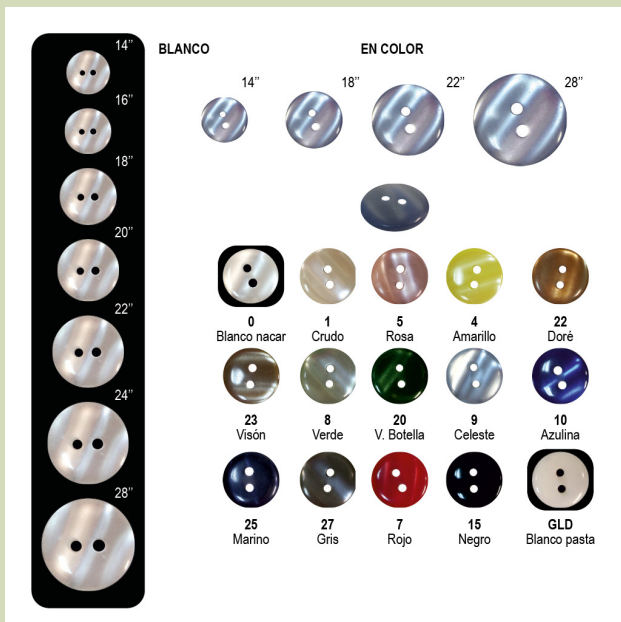 BLANCO
14”
16”
18”
20”
22”
24”
28”
EN COLOR
14”
18”
22”
28”
0
Blanco nacar
1
Crudo
5
Rosa
4
Amarillo
22
Doré
23
Visón
8
Verde
20
V. Botella
9
Celeste
10
Azulina
25
Marino
27
Gris
7
Rojo
15
Negro
GLD
Blanco pasta